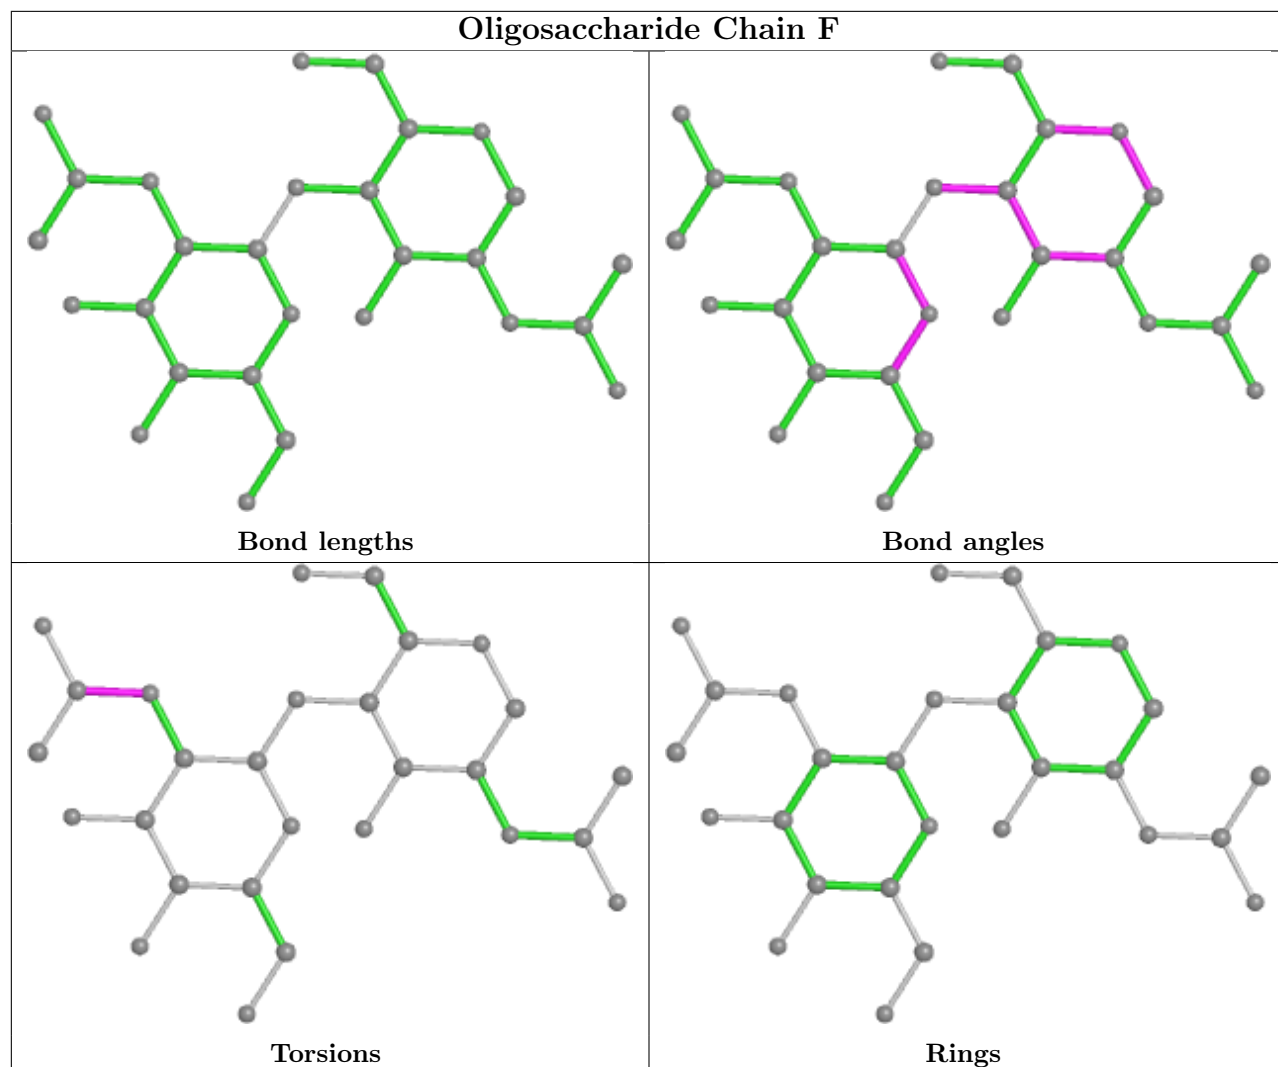 Oligosaccharide Chain F
Bond lengths
Bond angles
Torsions
Rings